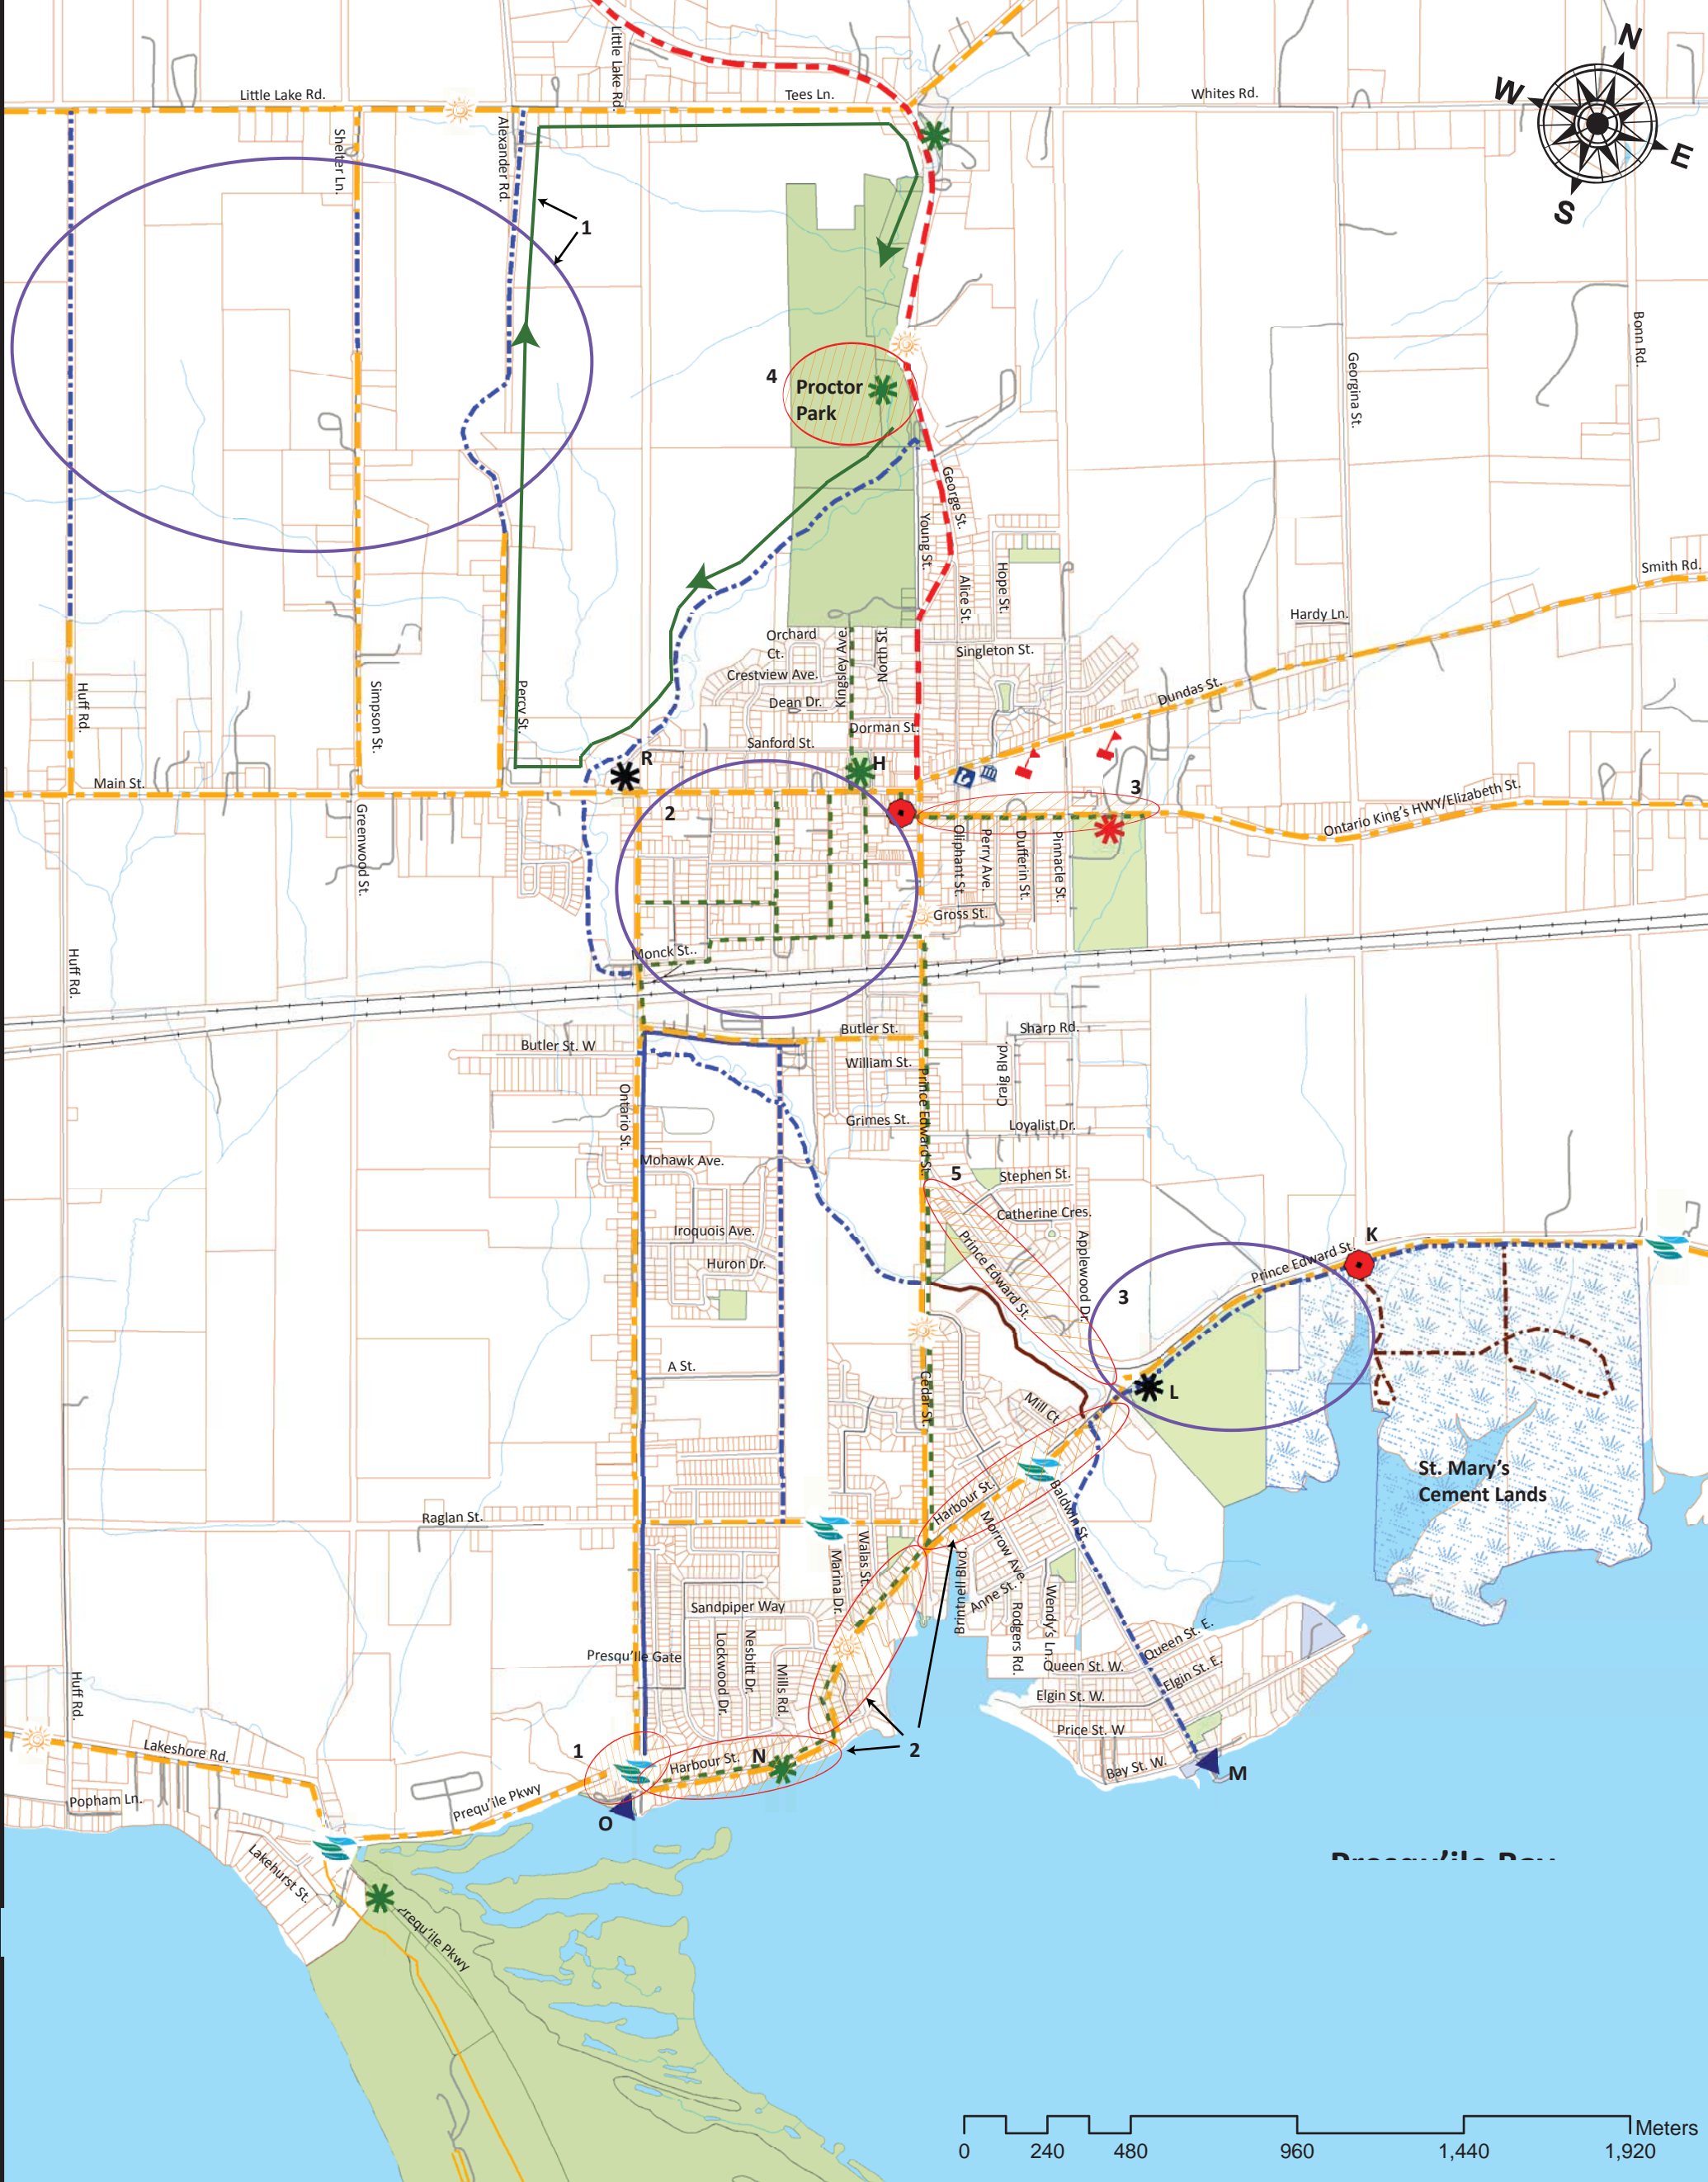 N
W
E
S
Little Lake Rd.
Little Lake Rd.
Tees Ln.
Whites Rd.
Shelter Ln.
Alexander Rd.
1
Bonn Rd.
Georgina St.
4
Proctor
Park
George St.
Young St.
Alice St.
Hope St.
Smith Rd.
Hardy Ln.
Orchard
Ct.
Kingsley Ave.
North St.
Singleton St.
Crestview Ave.
Dean Dr.
Dundas St.
Huff Rd.
Simpson St.
Percy St.
Dorman St.
Sanford St.
R
H
Main St.
2
3
Ontario King's HWY/Elizabeth St.
Greenwood St.
Oliphant St.
Perry Ave.
Dufferin St.
Pinnacle St.
Gross St.
Monck St..
Huff Rd.
Butler St.
Sharp Rd.
Butler St. W
William St.
Craig Blvd.
Ontario St.
Prince Edward St.
Grimes St.
Loyalist Dr.
Mohawk Ave.
5
Stephen St.
Catherine Cres.
Iroquois Ave.
Prince Edward St.
Applewood Dr.
Prince Edward St.
K
Huron Dr.
3
A St.
Cedar St.
Mill Ct
L
St. Mary's
Cement Lands
Harbour St.
Baldwin St.
Raglan St.
Morrow Ave.
Walas St.
Marina Dr.
Brintnell Blvd
Anne St.
Rodgers Rd.
Wendy's Ln.
Sandpiper Way
Lockwood Dr.
Nesbitt Dr.
Mills Rd.
Presqu'Ile Gate
Queen St. E.
Queen St. W.
Elgin St. E.
Elgin St. W.
Price St. W
Bay St. W.
M
Huff Rd.
Lakeshore Rd.
1
Harbour St.
N
2
O
Popham Ln.
Prequ'ile Pkwy
Lakehurst St.
Prequ'ile Pkwy
Presqu'ile Bay
Meters
0
240
480
960
1,440
1,920